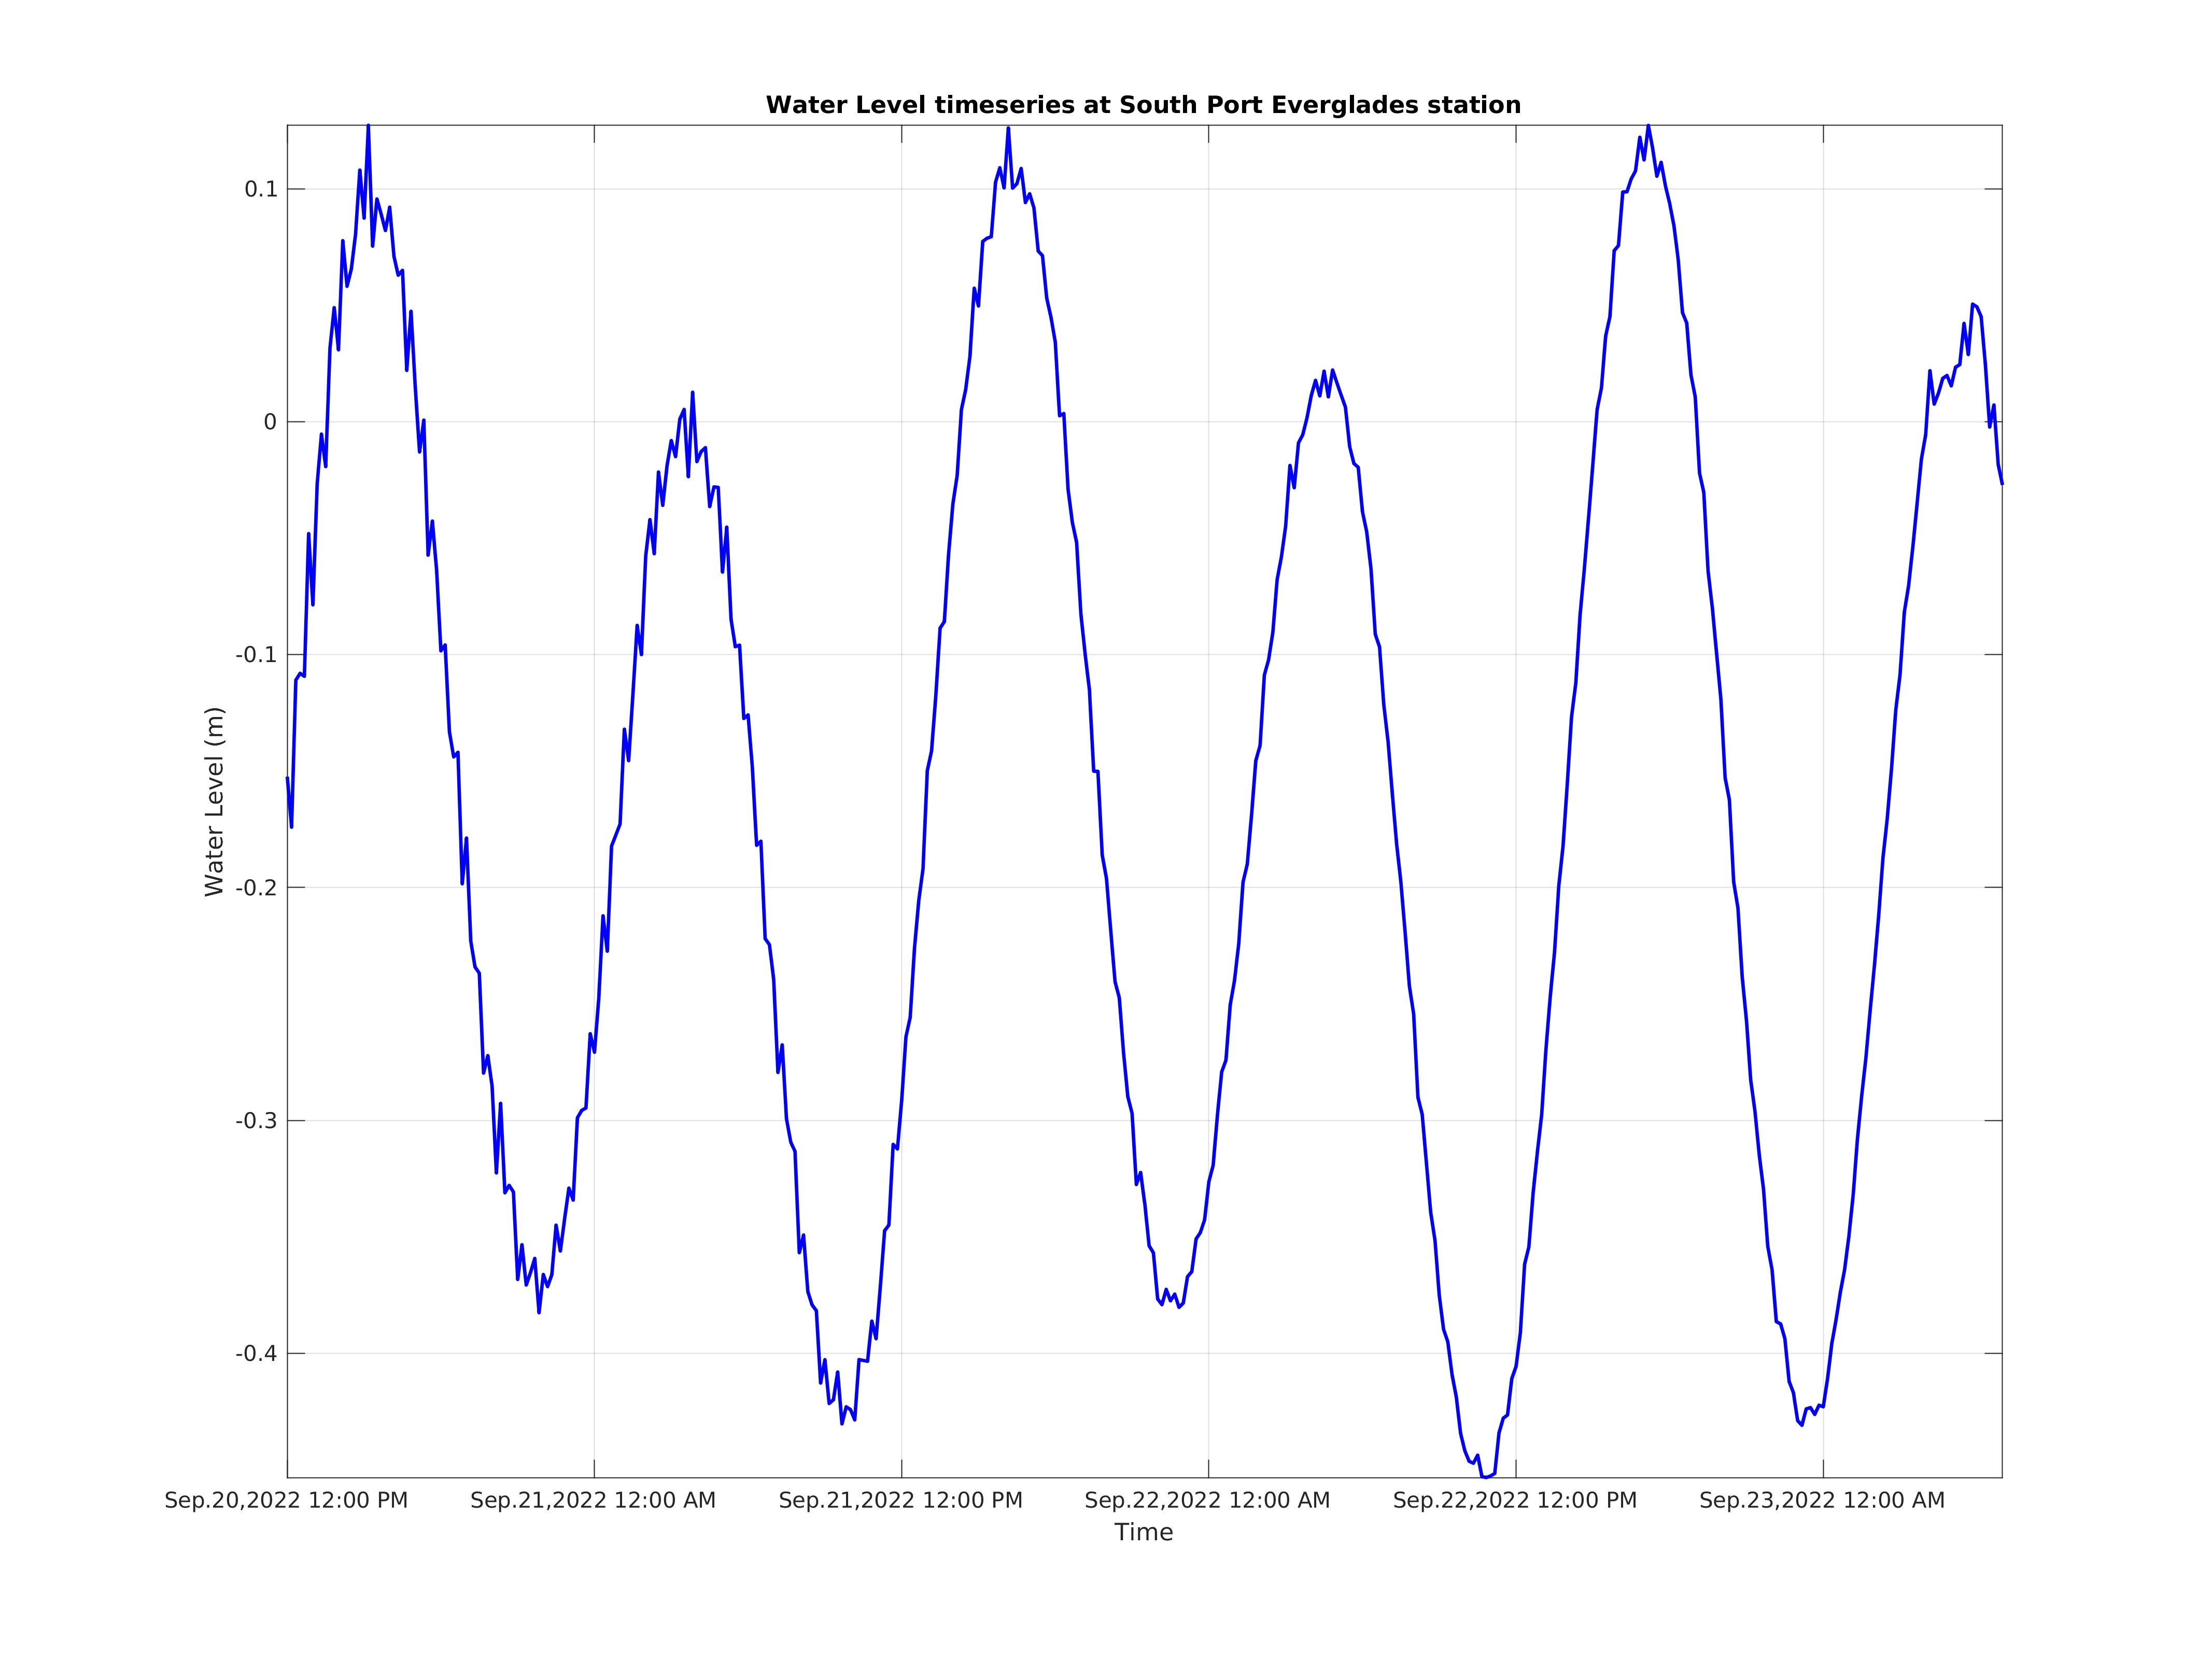 Water Level timeseries at South Port Everglades station
0.1
0
-0.1
-0.2
-0.3
-0.4
Water Level (m)
Sep.20,2022 12:00 PM
Sep.21,2022 12:00 AM
Sep.21,2022 12:00 PM
Sep.22,2022 12:00 AM
Sep.22,2022 12:00 PM
Sep.23,2022 12:00 AM
Time